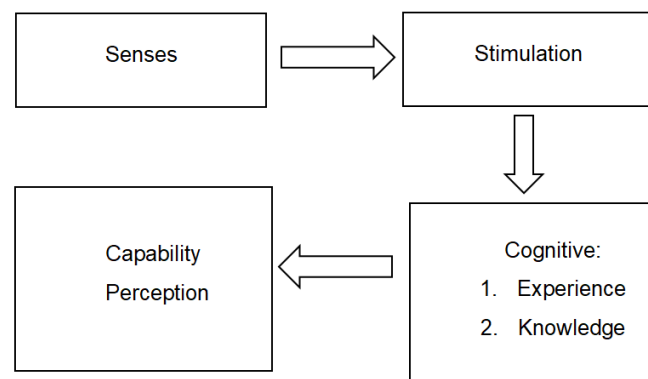 Senses
Stimulation
Cognitive:
1. Experience
2. Knowledge
Capability
Perception